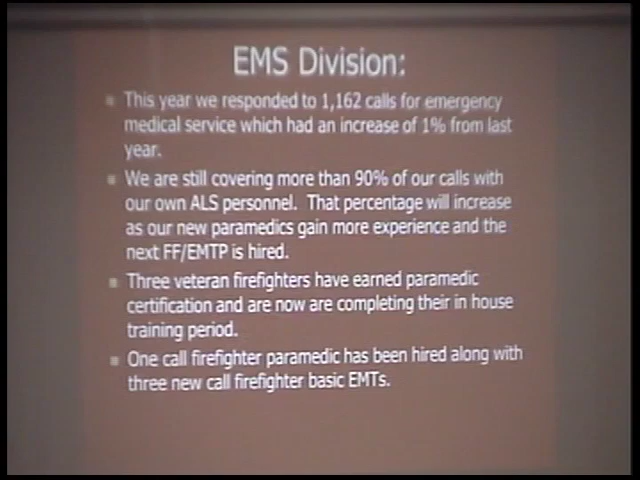 EMS Division:
This year we responded to 1,162 calls for emergency
medical service which had an increase of 1% from last
year.
We are still covering more than 90% of our calls with
our own ALS personnel. That percentage will increase
as our new paramedics gain more experience and the
next FF/EMTP is hired.
Three veteran firefighters have earned paramedic
certification and are now are completing their in house
training period.
One call firefighter paramedic has been hired along with
three new call firefighter basic EMTs.